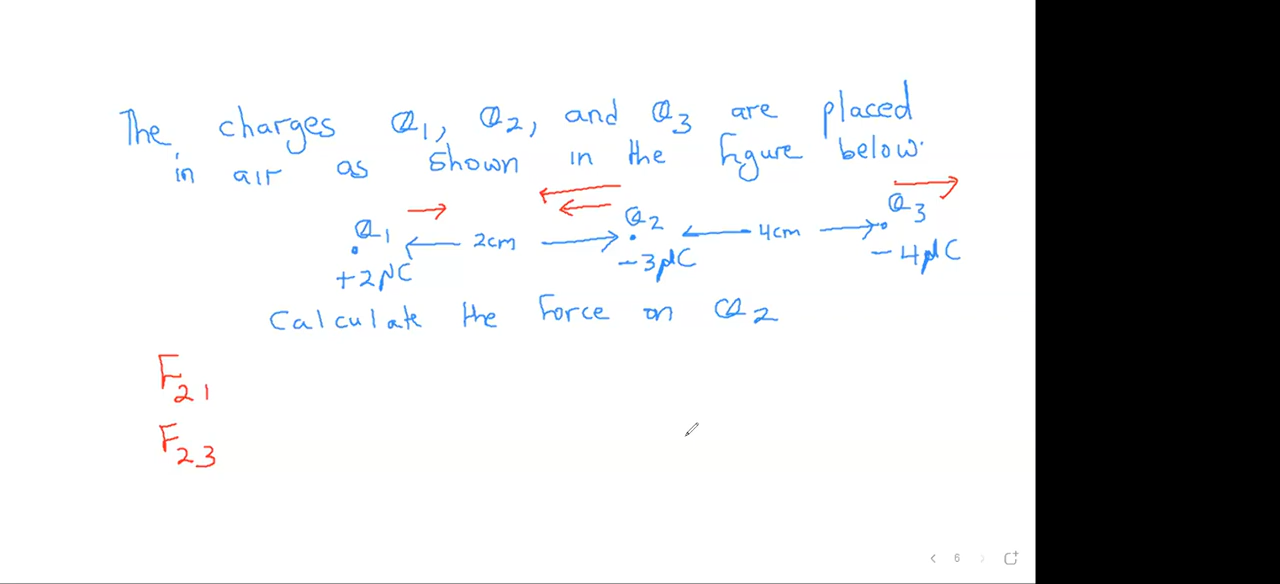 The charges Q1, Q2, and Q3 are placed
in air as shown in the figure below.
Q1 Q2 Q3
2cm 4cm
+2μC -3μC -4μC
Calculate the force on Q2
F21
F23
< 6 >